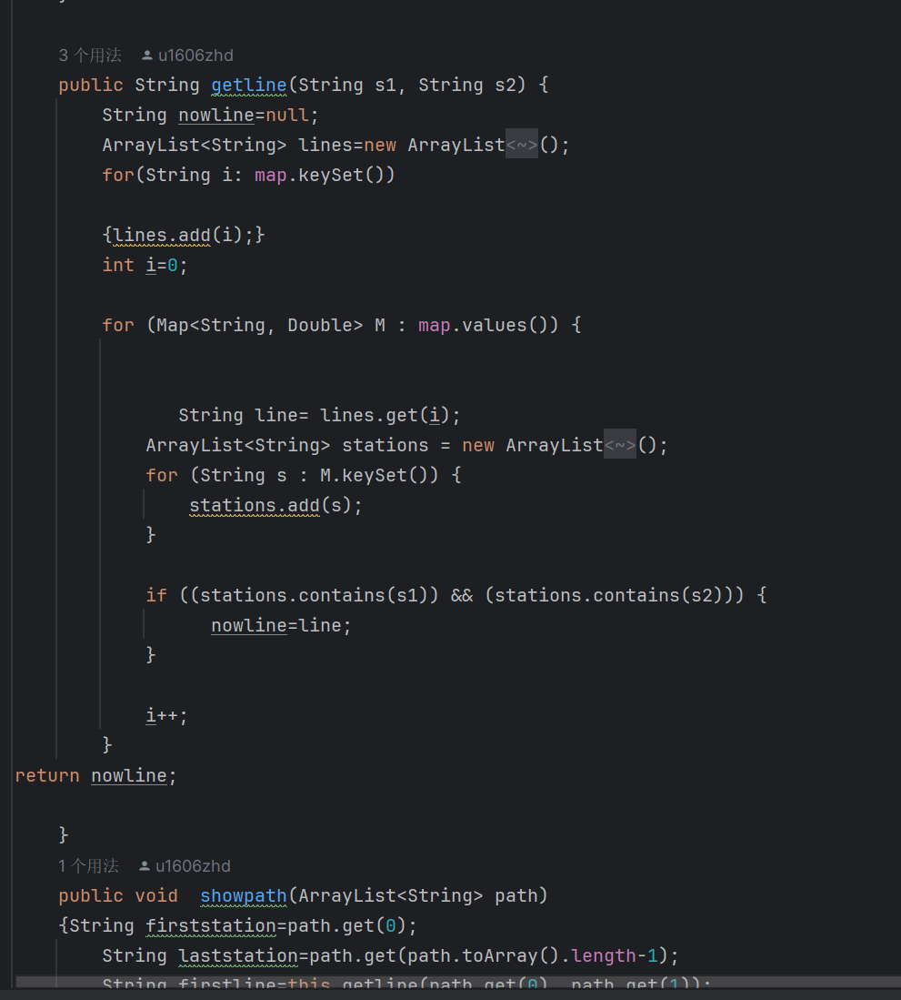 3 个用法 u1606zhd
public String getline(String s1, String s2) {
String nowline=null;
ArrayList<String> lines=new ArrayList<~>();
for(String i: map.keySet())
{lines.add(i);}
int i=0;
for (Map<String, Double> M : map.values()) {
String line= lines.get(i);
ArrayList<String> stations = new ArrayList<~>();
for (String s : M.keySet()) {
stations.add(s);
}
if ((stations.contains(s1)) && (stations.contains(s2))) {
nowline=line;
}
i++;
}
return nowline;
}
1 个用法 u1606zhd
public void  showpath(ArrayList<String> path)
{String firststation=path.get(0);
String laststation=path.get(path.toArray().length-1);
String firstline=this.getline(path.get(0), path.get(1));